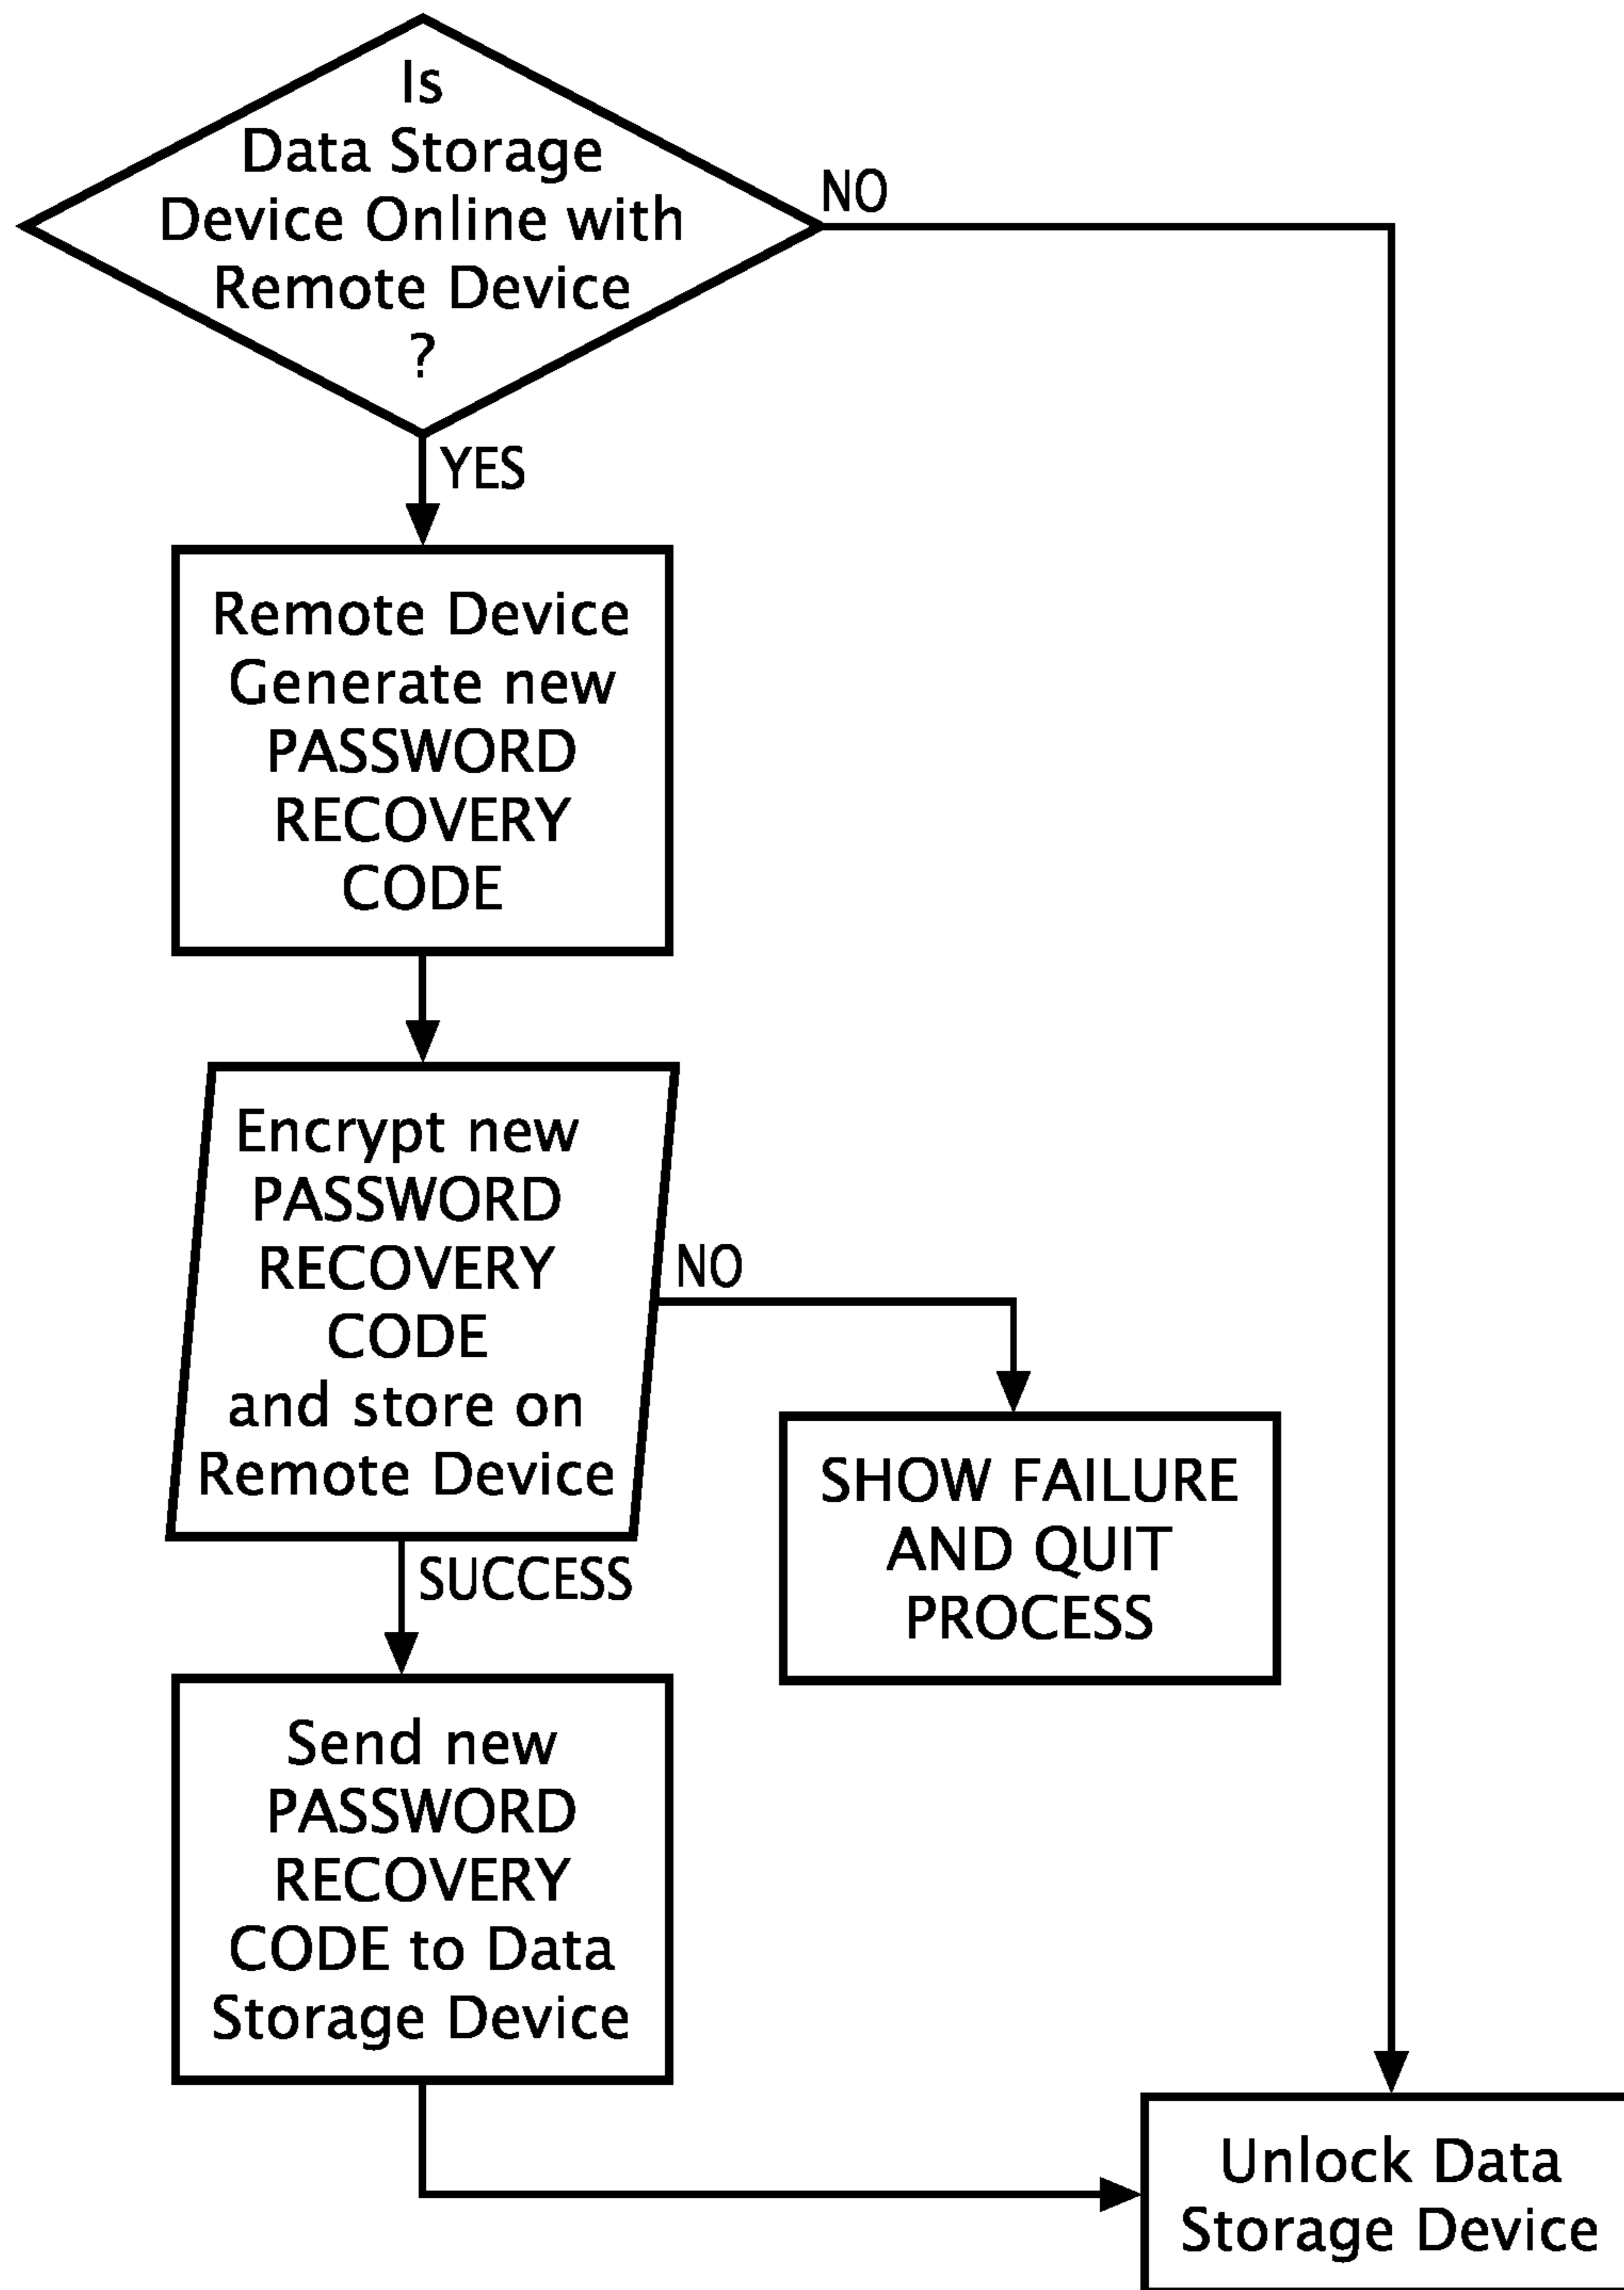 Is
Data Storage
Device Online with
Remote Device
?
NO
YES
Remote Device
Generate new
PASSWORD
RECOVERY
CODE
Encrypt new
PASSWORD
RECOVERY
CODE
and store on
Remote Device
NO
SHOW FAILURE
AND QUIT
PROCESS
SUCCESS
Send new
PASSWORD
RECOVERY
CODE to Data
Storage Device
Unlock Data
Storage Device